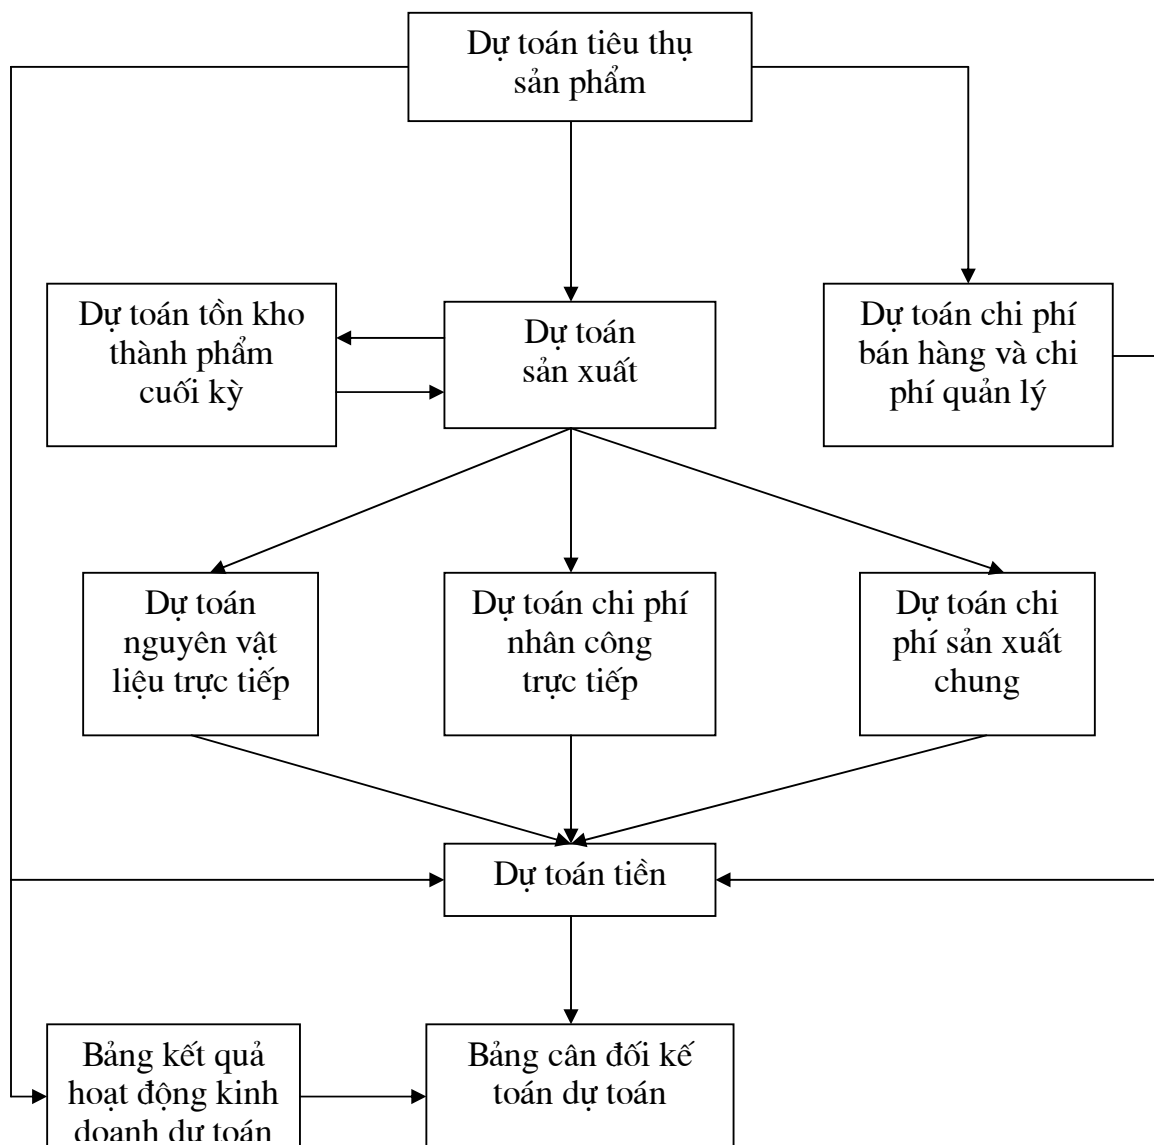 Dự toán tiêu thụ
sản phẩm
Dự toán tồn kho
thành phẩm
cuối kỳ
Dự toán
sản xuất
Dự toán chi phí
bán hàng và chi
phí quản lý
Dự toán
nguyên vật
liệu trực tiếp
Dự toán chi phí
nhân công
trực tiếp
Dự toán chi
phí sản xuất
chung
Dự toán tiền
Bảng kết quả
hoạt động kinh
doanh dự toán
Bảng cân đối kế
toán dự toán